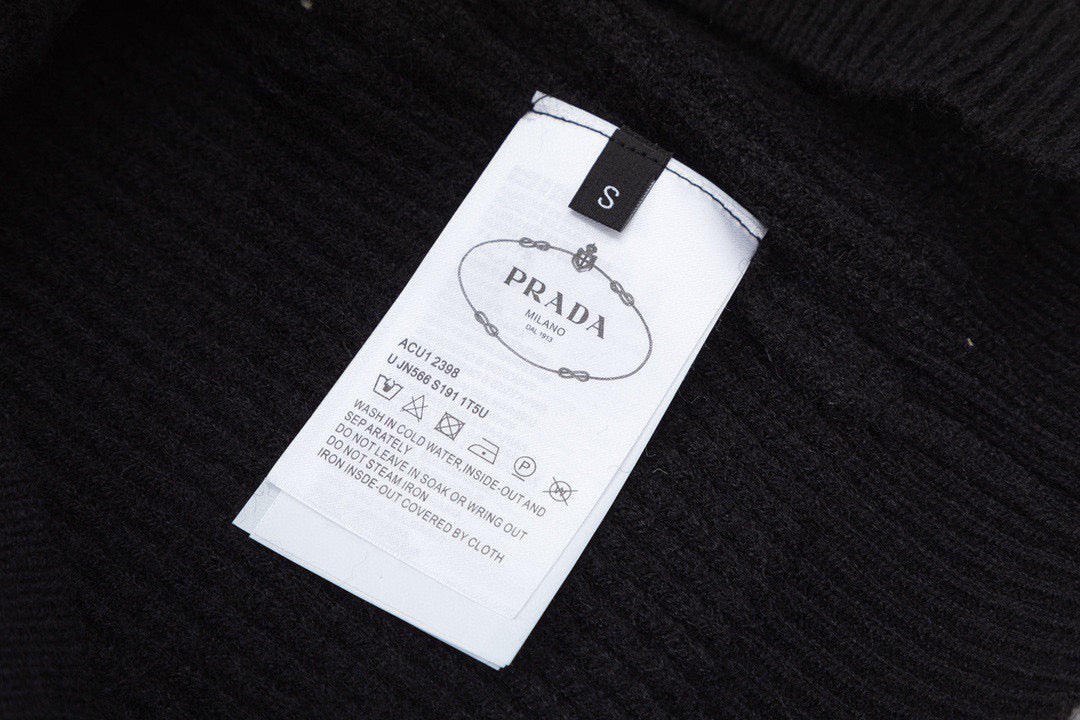 S
PRADA
MILANO
DAL 1913
ACU1 2398
U JN566 S191 1T5U
P
W
WASH IN COLD WATER, INSIDE-OUT AND
SEPARATELY
DO NOT LEAVE IN SOAK OR WRING OUT
DO NOT STEAM IRON
IRON INSDE-OUT COVERED BY CLOTH